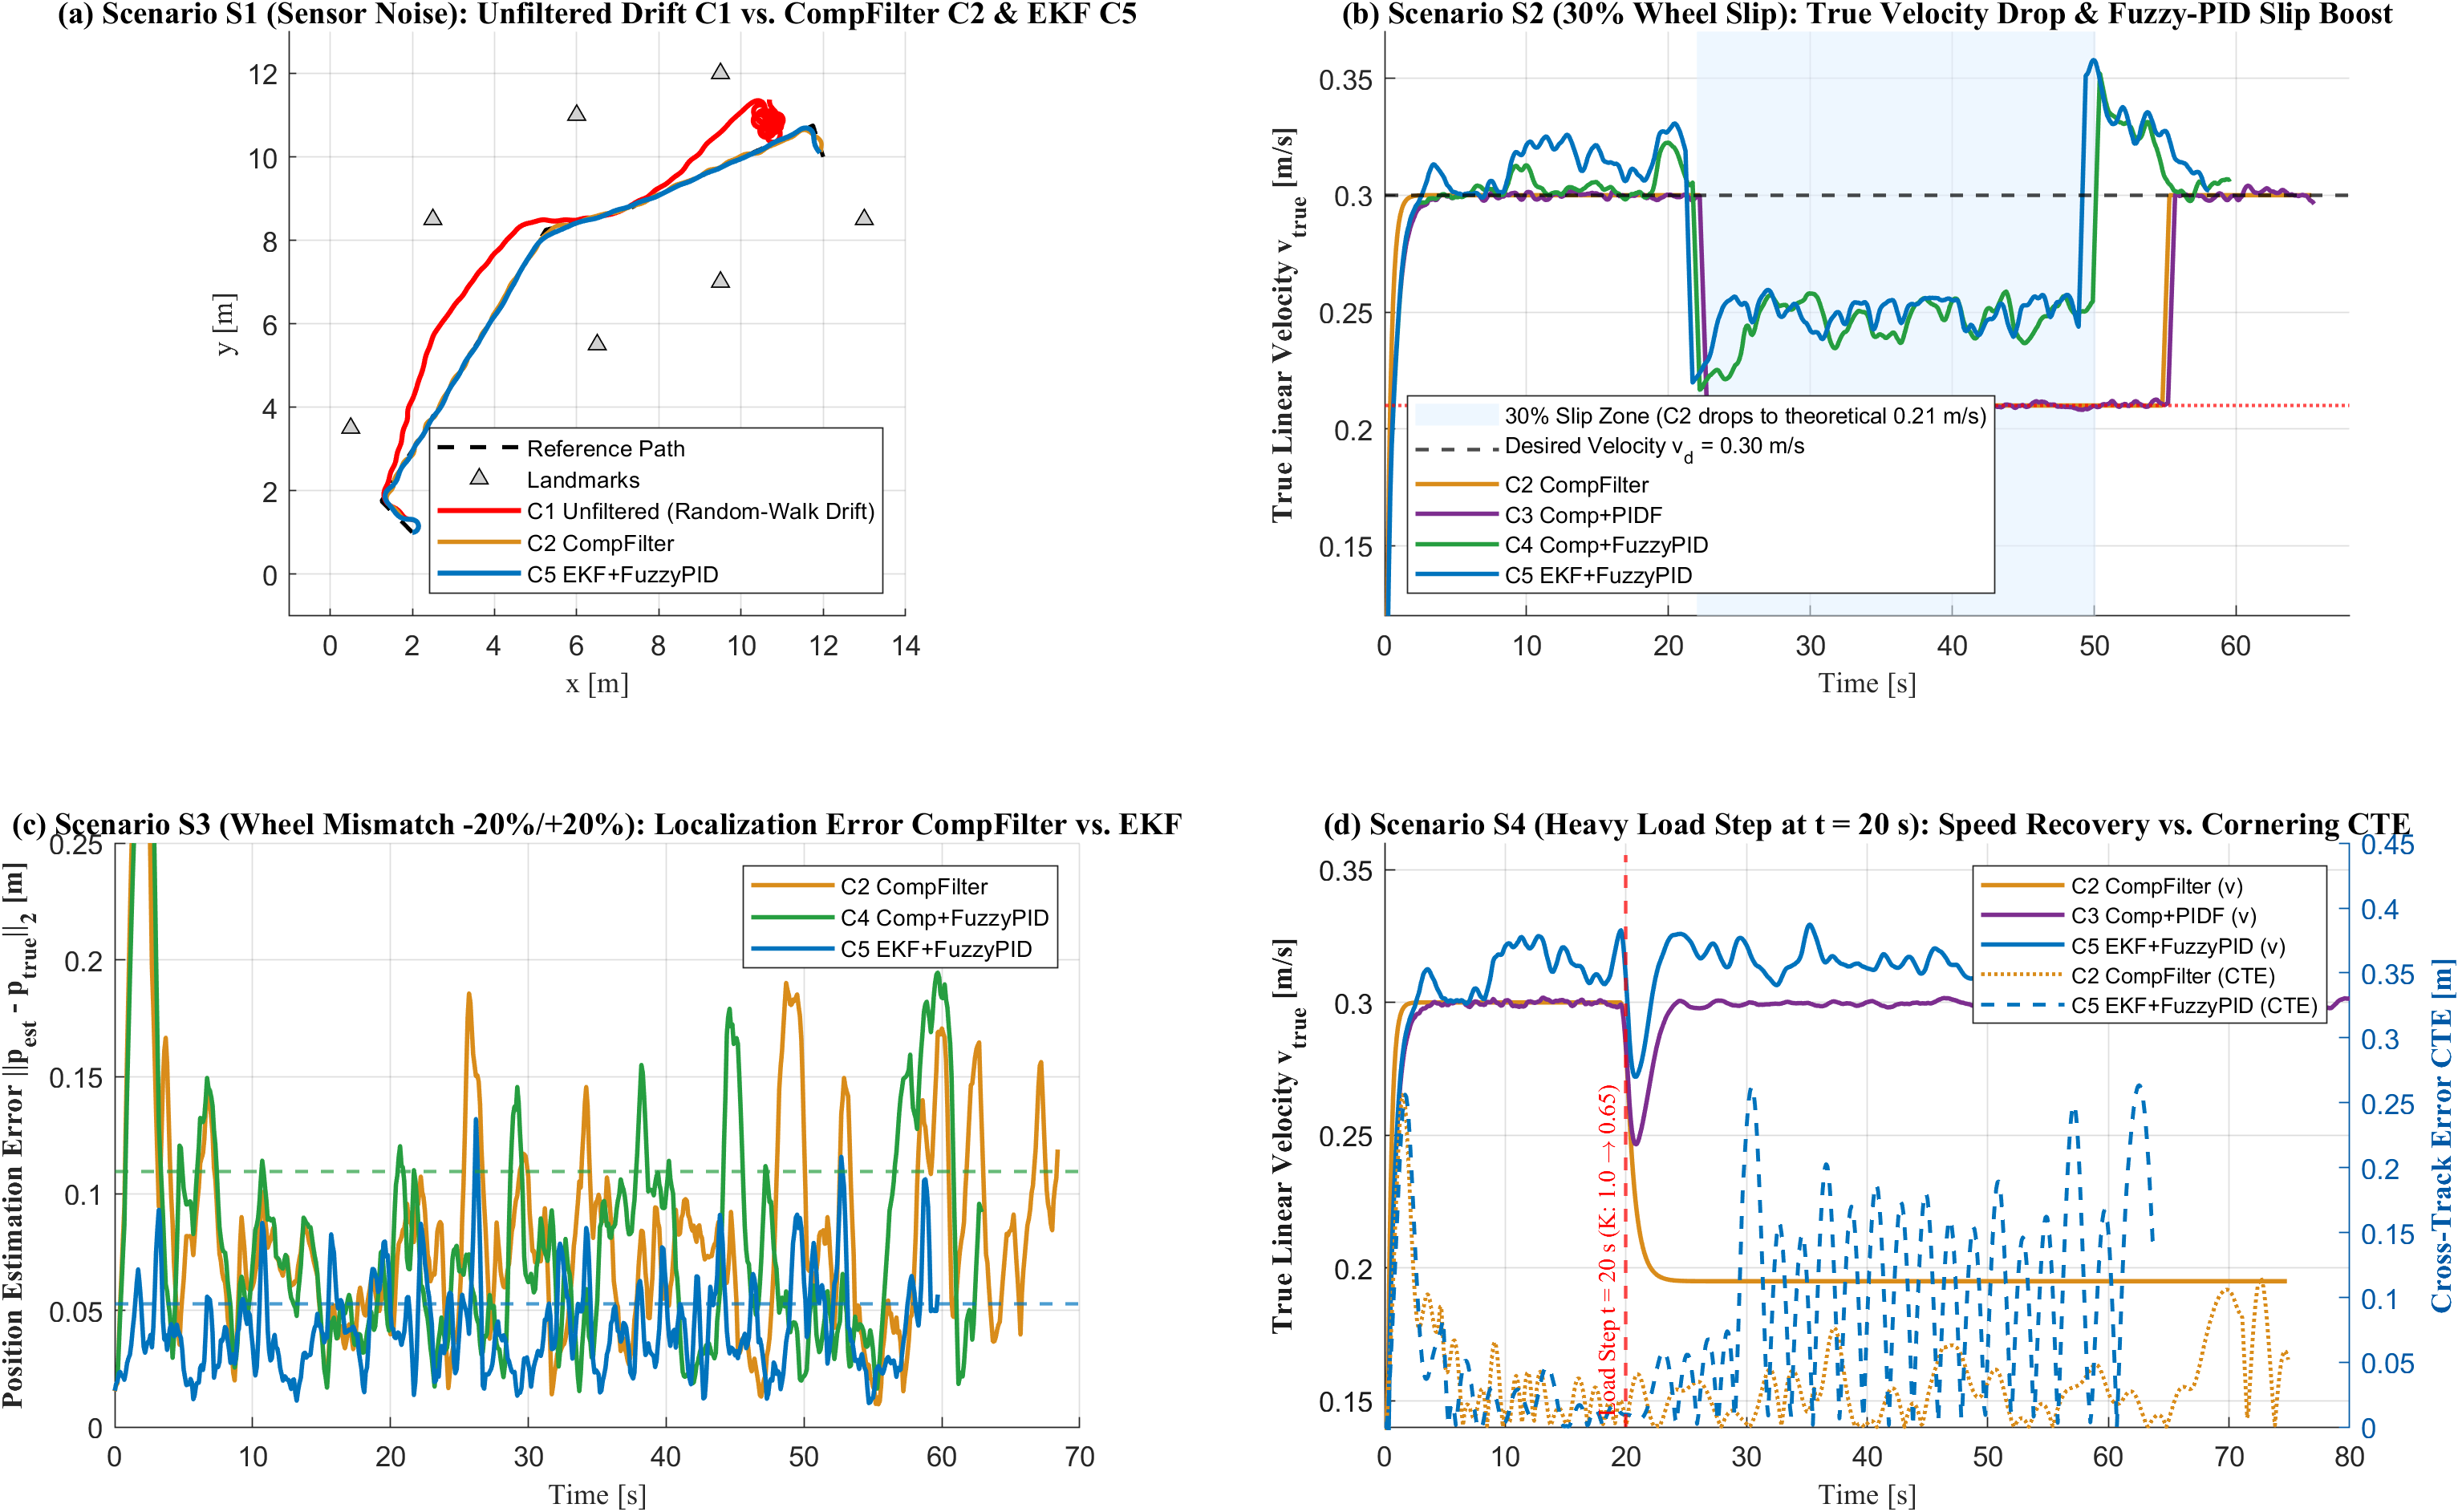 (a) Scenario S1 (Sensor Noise): Unfiltered Drift C1 vs. CompFilter C2 & EKF C5
12
10
8
6
4
2
0
y [m]
0 2 4 6 8 10 12 14
x [m]
Reference Path
Landmarks
C1 Unfiltered (Random-Walk Drift)
C2 CompFilter
C5 EKF+FuzzyPID
(b) Scenario S2 (30% Wheel Slip): True Velocity Drop & Fuzzy-PID Slip Boost
0.35
0.3
0.25
0.2
0.15
True Linear Velocity v_true [m/s]
0 10 20 30 40 50 60
Time [s]
30% Slip Zone (C2 drops to theoretical 0.21 m/s)
Desired Velocity v_d = 0.30 m/s
C2 CompFilter
C3 Comp+PIDF
C4 Comp+FuzzyPID
C5 EKF+FuzzyPID
(c) Scenario S3 (Wheel Mismatch -20%/+20%): Localization Error CompFilter vs. EKF
0.25
0.2
0.15
0.1
0.05
0
Position Estimation Error ||p_est - p_true||_2 [m]
0 10 20 30 40 50 60 70
Time [s]
C2 CompFilter
C4 Comp+FuzzyPID
C5 EKF+FuzzyPID
(d) Scenario S4 (Heavy Load Step at t = 20 s): Speed Recovery vs. Cornering CTE
0.35
0.3
0.25
0.2
0.15
True Linear Velocity v_true [m/s]
0 10 20 30 40 50 60 70 80
Time [s]
Load Step t = 20 s (K: 1.0 → 0.65)
C2 CompFilter (v)
C3 Comp+PIDF (v)
C5 EKF+FuzzyPID (v)
C2 CompFilter (CTE)
C5 EKF+FuzzyPID (CTE)
0.45
0.4
0.35
0.3
0.25
0.2
0.15
0.1
0.05
0
Cross-Track Error CTE [m]